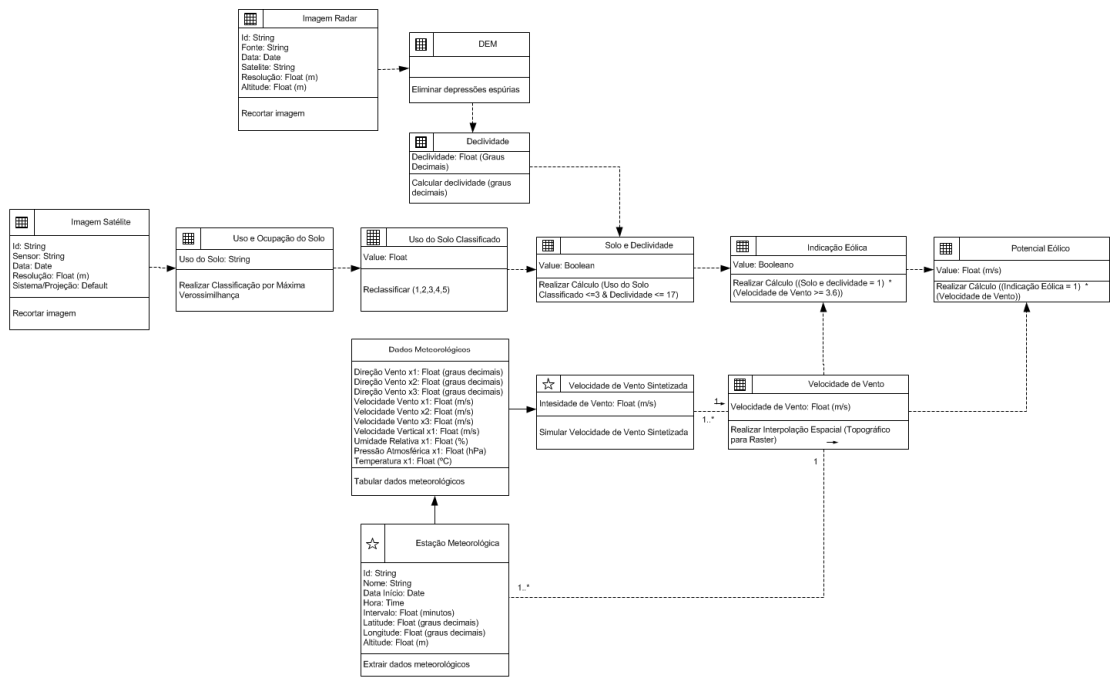 Imagem Radar
Id: String
Fonte: String
Data: Date
Satelite: String
Resolução: Float (m)
Altitude: Float (m)
Recortar imagem
DEM
Eliminar depressões espúrias
Declividade
Declividade: Float (Graus
Decimais)
Calcular declividade (graus
decimais)
Imagem Satélite
Id: String
Sensor: String
Data: Date
Resolução: Float (m)
Sistema/Projeção: Default
Recortar imagem
Uso e Ocupação do Solo
Uso do Solo: String
Realizar Classificação por Máxima
Verossimilhança
Uso do Solo Classificado
Value: Float
Reclassificar (1,2,3,4,5)
Solo e Declividade
Value: Boolean
Realizar Cálculo (Uso do Solo
Classificado <=3 & Declividade <= 17)
Indicação Eólica
Value: Booleano
Realizar Cálculo ((Solo e declividade = 1) *
(Velocidade de Vento >= 3.6))
Potencial Eólico
Value: Float (m/s)
Realizar Cálculo ((Indicação Eólica = 1) *
(Velocidade de Vento))
Dados Meteorológicos
Direção Vento x1: Float (graus decimais)
Direção Vento x2: Float (graus decimais)
Direção Vento x3: Float (graus decimais)
Velocidade Vento x1: Float (m/s)
Velocidade Vento x2: Float (m/s)
Velocidade Vento x3: Float (m/s)
Velocidade Vertical x1: Float (m/s)
Umidade Relativa x1: Float (%)
Pressão Atmosférica x1: Float (hPa)
Temperatura x1: Float (ºC)
Tabular dados meteorológicos
Velocidade de Vento Sintetizada
Intesidade de Vento: Float (m/s)
Simular Velocidade de Vento Sintetizada
1
1..*
Velocidade de Vento
Velocidade de Vento: Float (m/s)
Realizar Interpolação Espacial (Topográfico
para Raster)
1
1..*
Estação Meteorológica
Id: String
Nome: String
Data Início: Date
Hora: Time
Intervalo: Float (minutos)
Latitude: Float (graus decimais)
Longitude: Float (graus decimais)
Altitude: Float (m)
Extrair dados meteorológicos